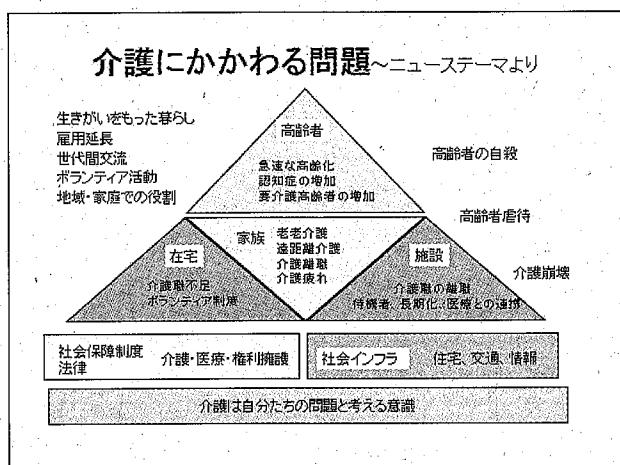 介護にかかわる問題～ニューステーマより
生きがいをもった暮らし
雇用延長
世代間交流
ボランティア活動
地域・家庭での役割
高齢者
急速な高齢化
認知症の増加
要介護高齢者の増加
高齢者の自殺
高齢者虐待
介護崩壊
家族
老老介護
遠距離介護
介護離職
介護疲れ
在宅
介護職不足
ボランティア制度
施設
介護職の離職
待機者、長期化、医療との連携
社会保障制度
法律
介護・医療・権利擁護
社会インフラ
住宅、交通、情報
介護は自分たちの問題と考える意識